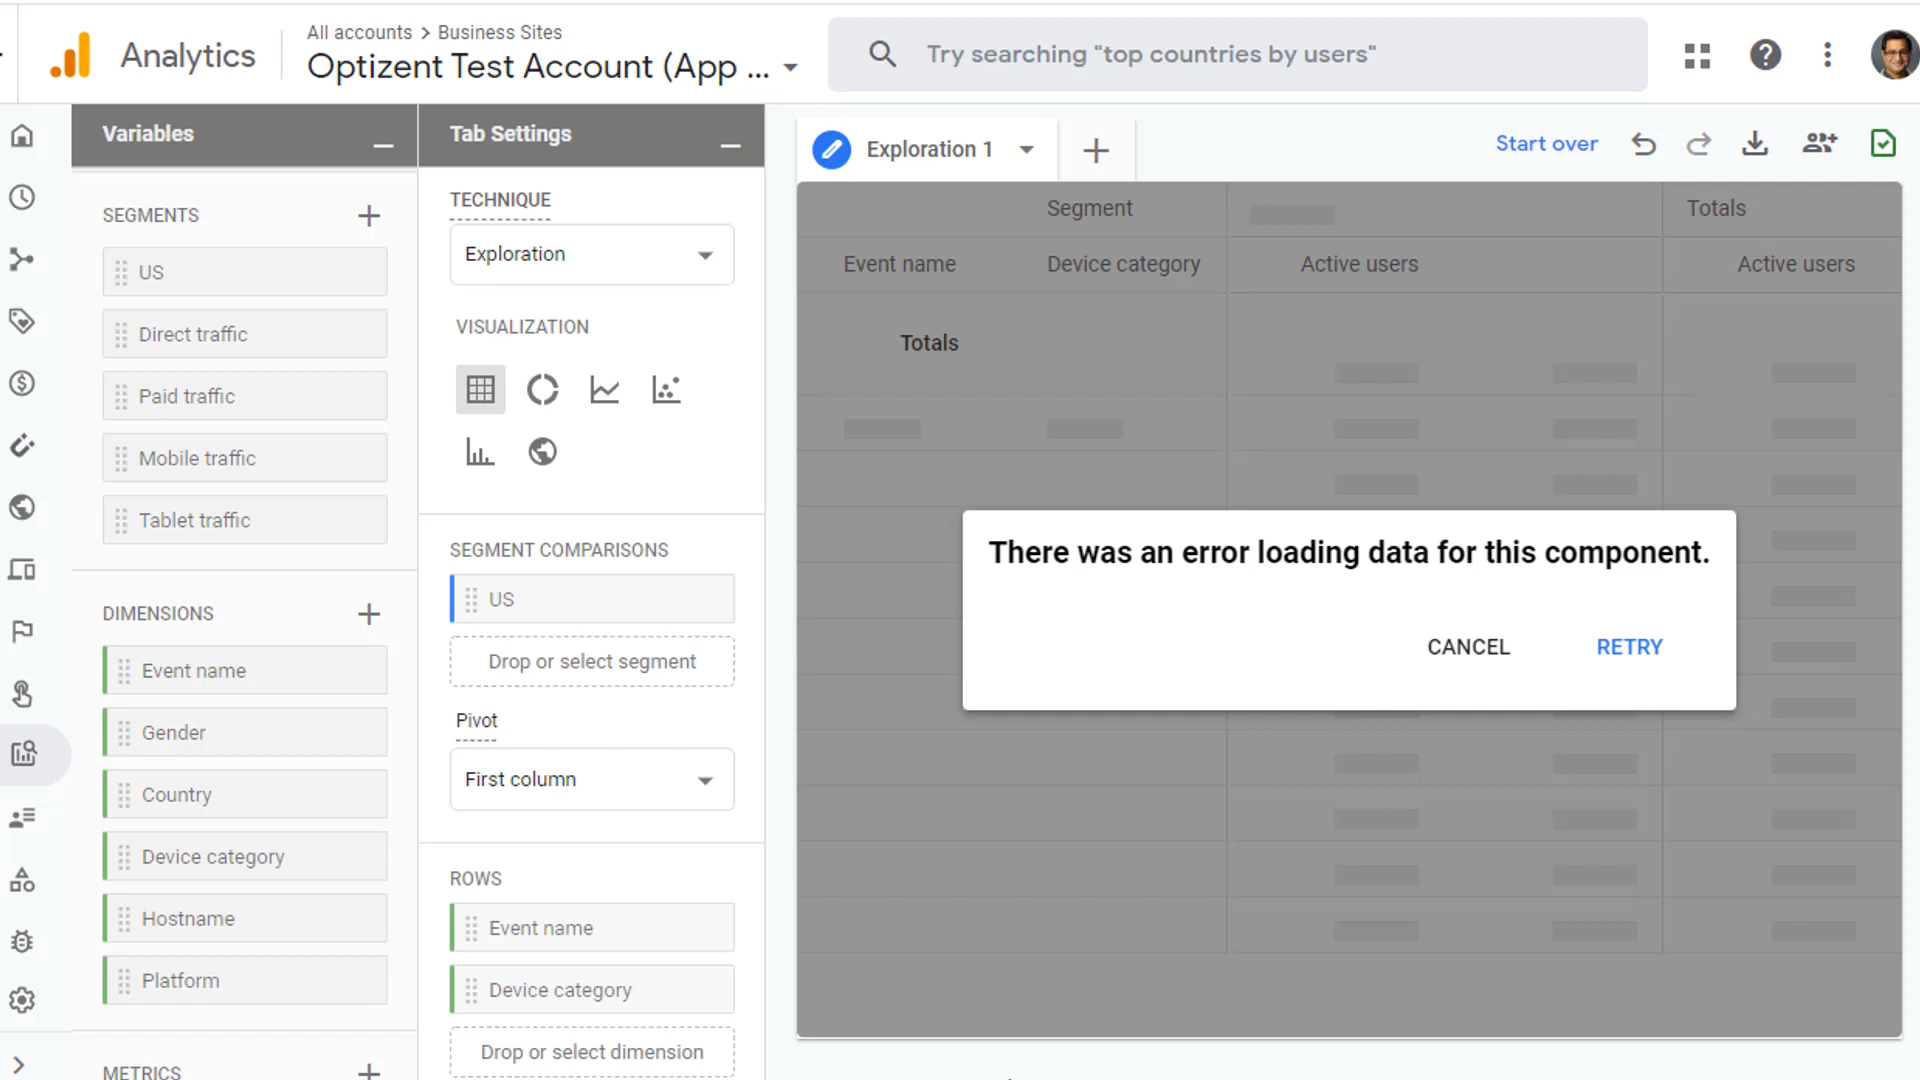 Analytics
All accounts > Business Sites
Optizent Test Account (App ...
Try searching "top countries by users"
Variables
SEGMENTS
US
Direct traffic
Paid traffic
Mobile traffic
Tablet traffic
DIMENSIONS
Event name
Gender
Country
Device category
Hostname
Platform
METRICS
Tab Settings
TECHNIQUE
Exploration
VISUALIZATION
SEGMENT COMPARISONS
US
Drop or select segment
Pivot
First column
ROWS
Event name
Device category
Drop or select dimension
Exploration 1
Start over
Segment
Totals
Event name
Device category
Active users
Active users
Totals
There was an error loading data for this component.
CANCEL
RETRY